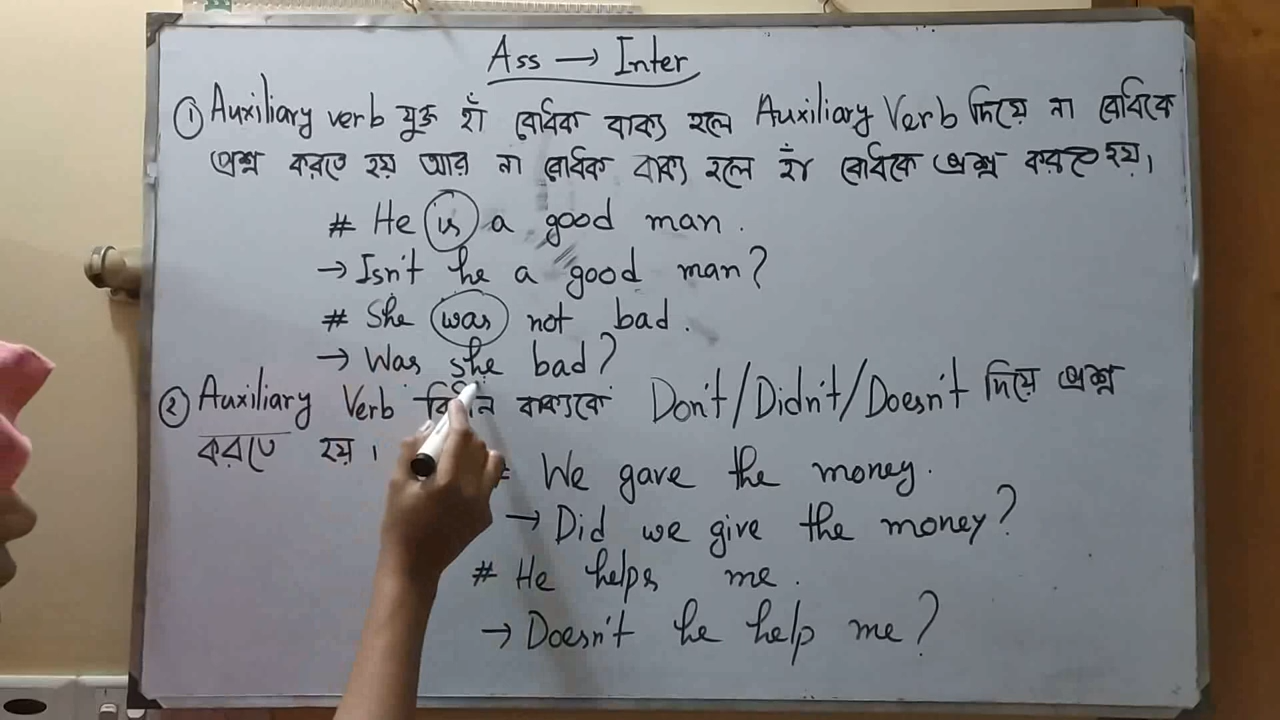 Ass → Inter
① Auxiliary verb যুক্ত হাঁ বোধক বাক্য হলে Auxiliary Verb দিয়ে না বোধকে
প্রশ্ন করতে হয় আর না বোধক বাক্য হলে হাঁ বোধকে প্রশ্ন করতে হয়।
# He is a good man.
→ Isn't he a good man?
# She was not bad.
→ Was she bad?
② Auxiliary Verb বাক্যকে Don't/Didn't/Doesn't দিয়ে প্রশ্ন
করতে হয়।
# We gave the money.
→ Did we give the money?
# He helps me.
→ Doesn't he help me?